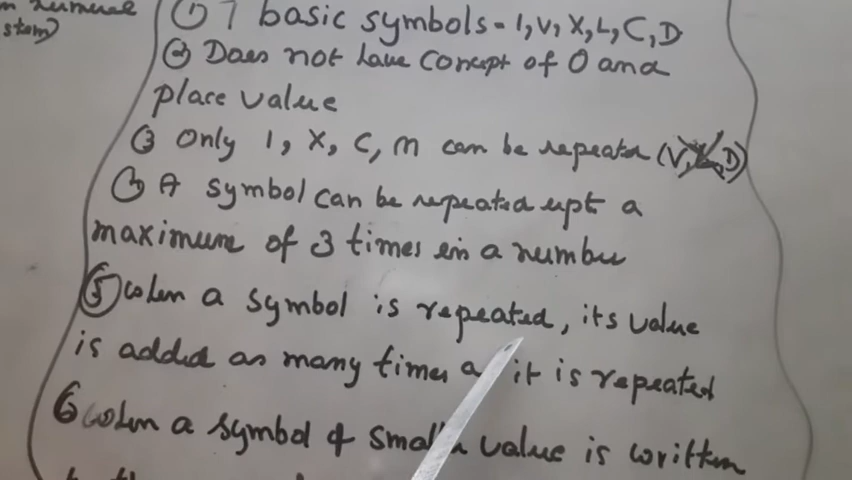 n numeral
stem)
① 7 basic symbols - I, V, X, L, C, D
② Does not have concept of 0 and
place value
③ Only I, X, C, M can be repeated (V, L, D)
④ A symbol can be repeated upto a
maximum of 3 times in a number
⑤ When a symbol is repeated, its value
is added as many times a it is repeated
6 When a symbol of smaller value is written